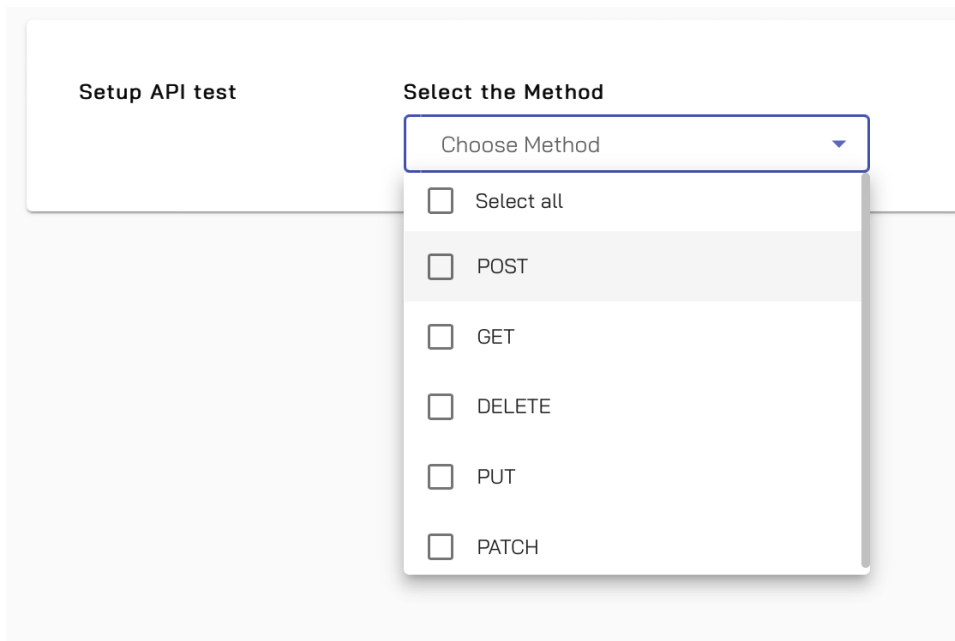 Setup API test
Select the Method
Choose Method
Select all
POST
GET
DELETE
PUT
PATCH